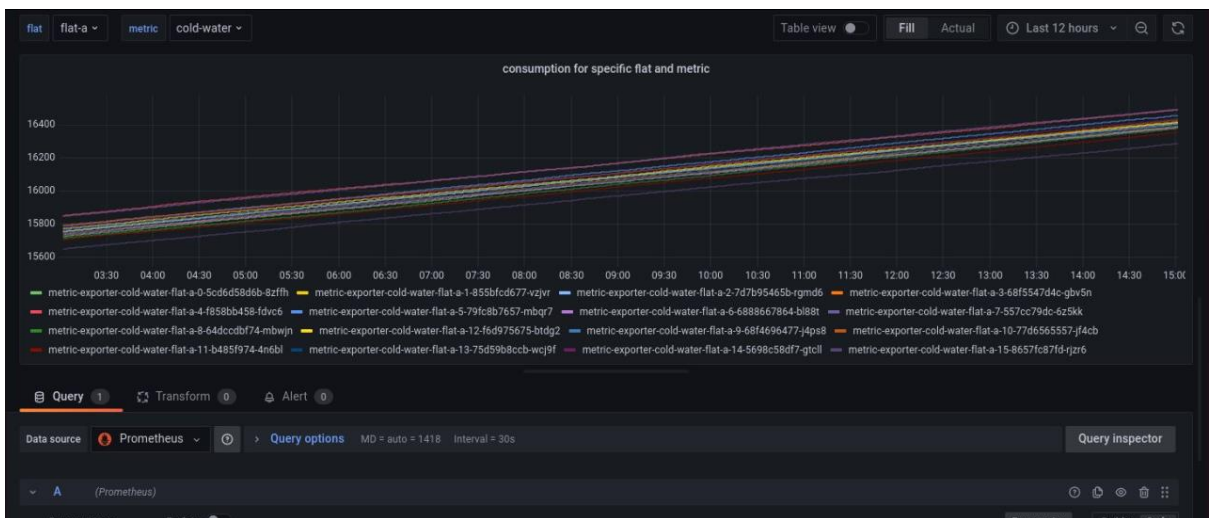 flat flat-a metric cold-water Table view Fill Actual Last 12 hours
consumption for specific flat and metric
16400
16200
16000
15800
15600
03:30 04:00 04:30 05:00 05:30 06:00 06:30 07:00 07:30 08:00 08:30 09:00 09:30 10:00 10:30 11:00 11:30 12:00 12:30 13:00 13:30 14:00 14:30 15:00
metric-exporter-cold-water-flat-a-0-5cd6d58d6b-8zffh metric-exporter-cold-water-flat-a-1-855bfcd677-vzjvr metric-exporter-cold-water-flat-a-2-7d7b95465b-rgmd6 metric-exporter-cold-water-flat-a-3-68f5547d4c-gbv5n
metric-exporter-cold-water-flat-a-4-f858bb458-fdvc6 metric-exporter-cold-water-flat-a-5-79fc8b7657-mbqr7 metric-exporter-cold-water-flat-a-6-6888667864-bl88t metric-exporter-cold-water-flat-a-7-557cc79dc-6z5kk
metric-exporter-cold-water-flat-a-8-64dccdbf74-mbwjn metric-exporter-cold-water-flat-a-12-f6d975675-btdg2 metric-exporter-cold-water-flat-a-9-68f4696477-j4ps8 metric-exporter-cold-water-flat-a-10-77d6565557-jf4cb
metric-exporter-cold-water-flat-a-11-b485f974-4n6bl metric-exporter-cold-water-flat-a-13-75d59b8ccb-wcj9f metric-exporter-cold-water-flat-a-14-5698c58df7-gtcll metric-exporter-cold-water-flat-a-15-8657fc87fd-rjzr6
Query 1 Transform 0 Alert 0
Data source Prometheus Query options MD = auto = 1418 Interval = 30s Query inspector
A (Prometheus)